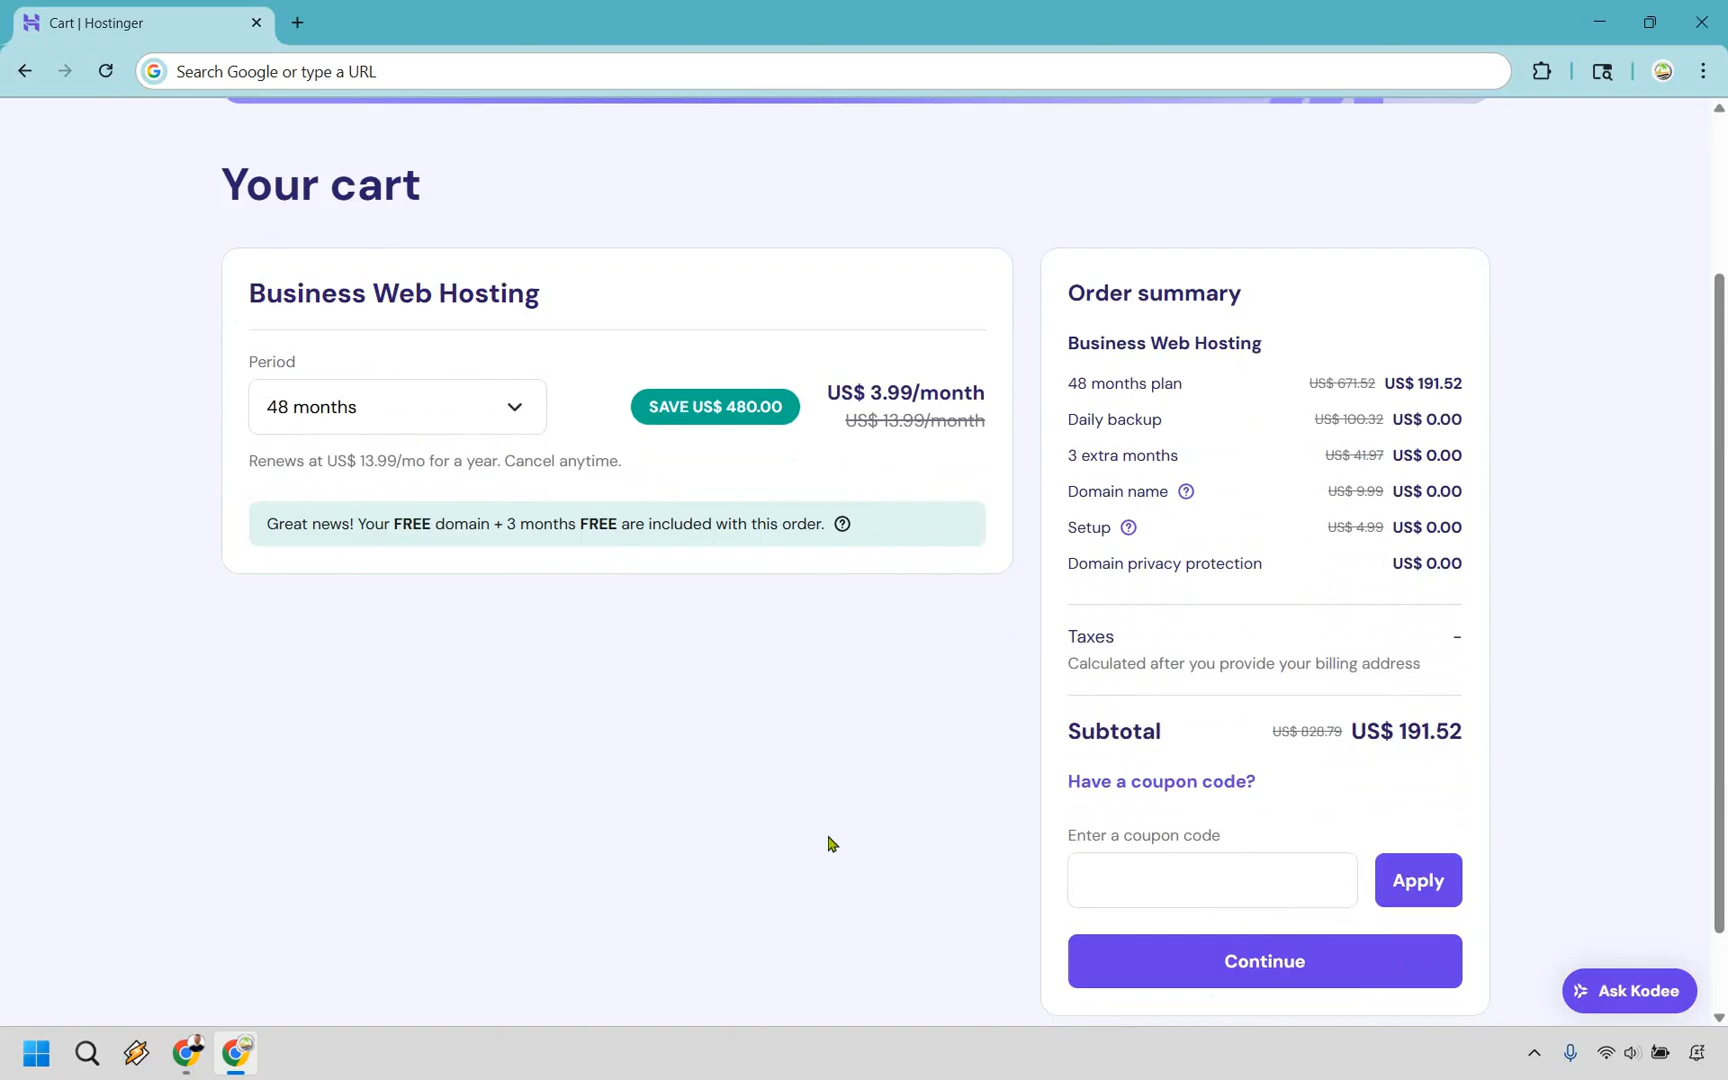 Cart | Hostinger
Search Google or type a URL
Your cart
Business Web Hosting
Period
48 months
SAVE US$ 480.00
US$ 3.99/month
US$ 13.99/month
Renews at US$ 13.99/mo for a year. Cancel anytime.
Great news! Your FREE domain + 3 months FREE are included with this order.
Order summary
Business Web Hosting
48 months plan US$ 671.52 US$ 191.52
Daily backup US$ 100.32 US$ 0.00
3 extra months US$ 41.97 US$ 0.00
Domain name US$ 9.99 US$ 0.00
Setup US$ 4.99 US$ 0.00
Domain privacy protection US$ 0.00
Taxes -
Calculated after you provide your billing address
Subtotal US$ 828.79 US$ 191.52
Have a coupon code?
Enter a coupon code
Apply
Continue
Ask Kodee